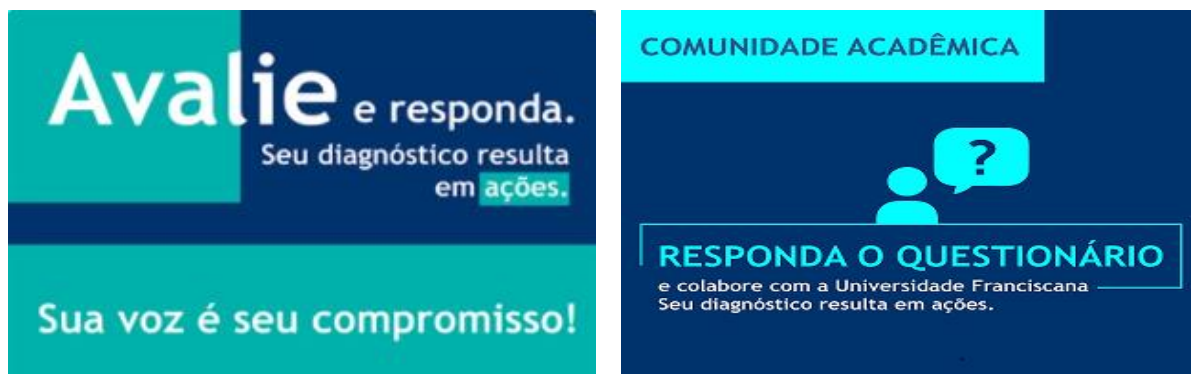 Avalie e responda.
Seu diagnóstico resulta
em ações.
Sua voz é seu compromisso!
COMUNIDADE ACADÊMICA
?
RESPONDA O QUESTIONÁRIO
e colabore com a Universidade Franciscana
Seu diagnóstico resulta em ações.